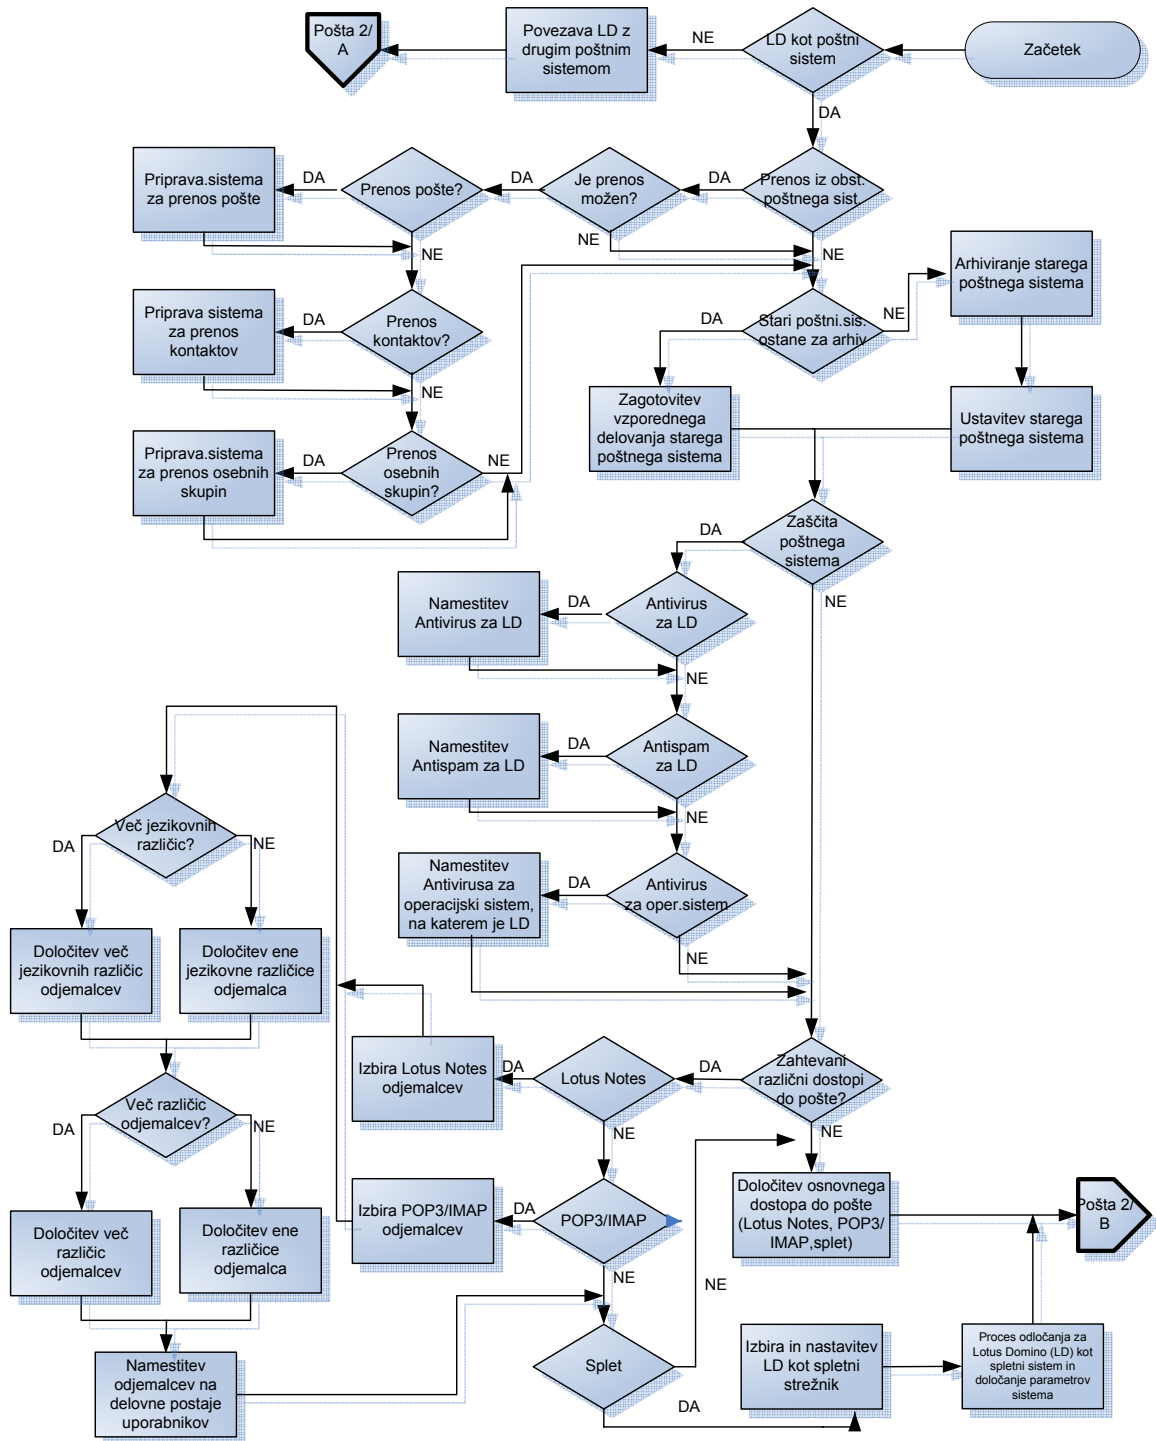 Pošta 2/
A
Povezava LD z
drugim poštnim
sistemom
NE
LD kot poštni
sistem
Začetek
DA
Priprava.sistema
za prenos pošte
DA
Prenos pošte?
DA
Je prenos
možen?
DA
Prenos iz obst.
poštnega sist.
NE
NE
NE
Arhiviranje starega
poštnega sistema
Priprava sistema
za prenos
kontaktov
DA
Prenos
kontaktov?
DA
Stari poštni.sis.
ostane za arhiv
NE
NE
Zagotovitev
vzporednega
delovanja starega
poštnega sistema
Ustavitev starega
poštnega sistema
Priprava.sistema
za prenos osebnih
skupin
DA
Prenos
osebnih
skupin?
NE
Zaščita
poštnega
sistema
DA
NE
Namestitev
Antivirus za LD
DA
Antivirus
za LD
NE
Namestitev
Antispam za LD
DA
Antispam
za LD
NE
Več jezikovnih
različic?
DA
NE
Namestitev
Antivirusa za
operacijski sistem,
na katerem je LD
DA
Antivirus
za oper.sistem
NE
Določitev več
jezikovnih različic
odjemalcev
Določitev ene
jezikovne različice
odjemalca
Izbira Lotus Notes
odjemalcev
DA
Lotus Notes
DA
Zahtevani
različni dostopi
do pošte?
NE
NE
Več različic
odjemalcev?
DA
NE
Določitev več
različic
odjemalcev
Določitev ene
različice
odjemalca
Izbira POP3/IMAP
odjemalcev
DA
POP3/IMAP
NE
Določitev osnovnega
dostopa do pošte
(Lotus Notes, POP3/
IMAP,splet)
Pošta 2/
B
NE
Splet
DA
Izbira in nastavitev
LD kot spletni
strežnik
Proces odločanja za
Lotus Domino (LD) kot
spletni sistem in
določanje parametrov
sistema
Namestitev
odjemalcev na
delovne postaje
uporabnikov